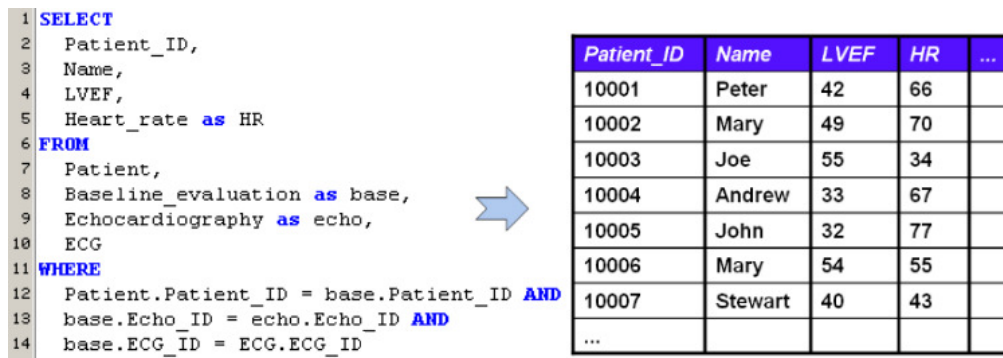 1 SELECT
2 Patient_ID,
3 Name,
4 LVEF,
5 Heart_rate as HR
6 FROM
7 Patient,
8 Baseline_evaluation as base,
9 Echocardiography as echo,
10 ECG
11 WHERE
12 Patient.Patient_ID = base.Patient_ID AND
13 base.Echo_ID = echo.Echo_ID AND
14 base.ECG_ID = ECG.ECG_ID
Patient_ID Name LVEF HR ...
10001 Peter 42 66
10002 Mary 49 70
10003 Joe 55 34
10004 Andrew 33 67
10005 John 32 77
10006 Mary 54 55
10007 Stewart 40 43
...